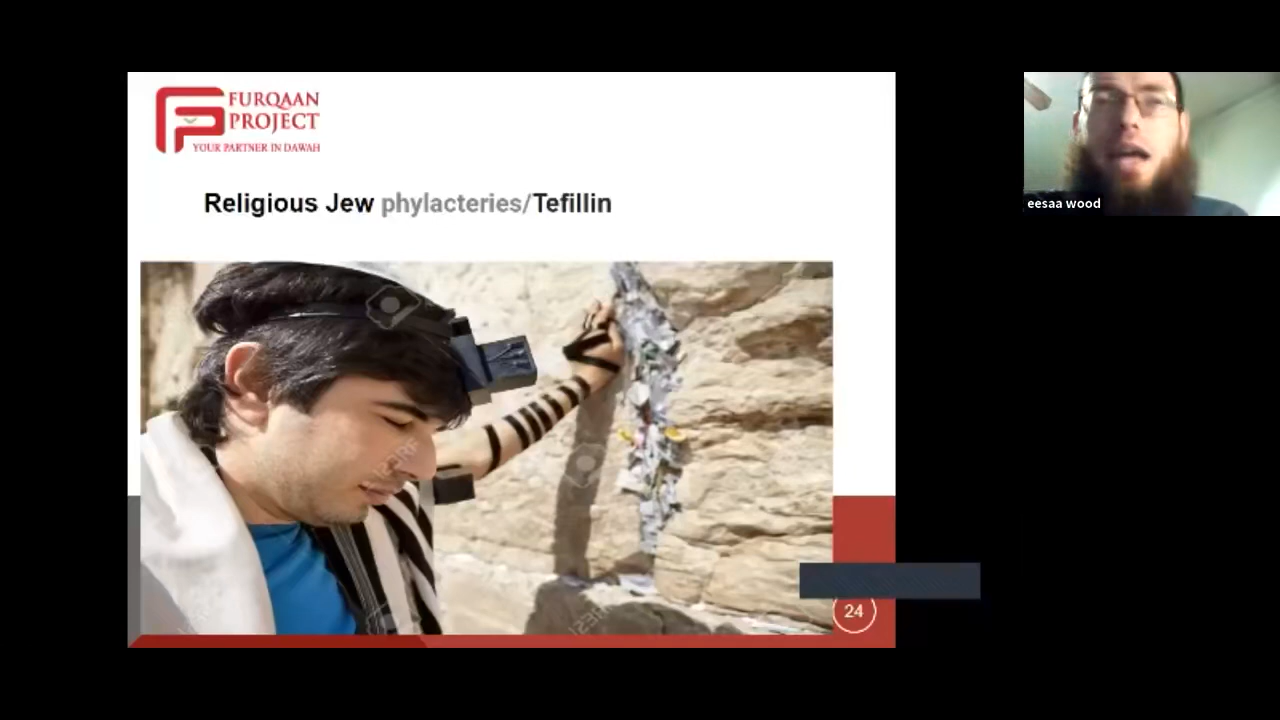 FURQAAN
PROJECT
YOUR PARTNER IN DAWAH
Religious Jew phylacteries/Tefillin
24
eesaa wood